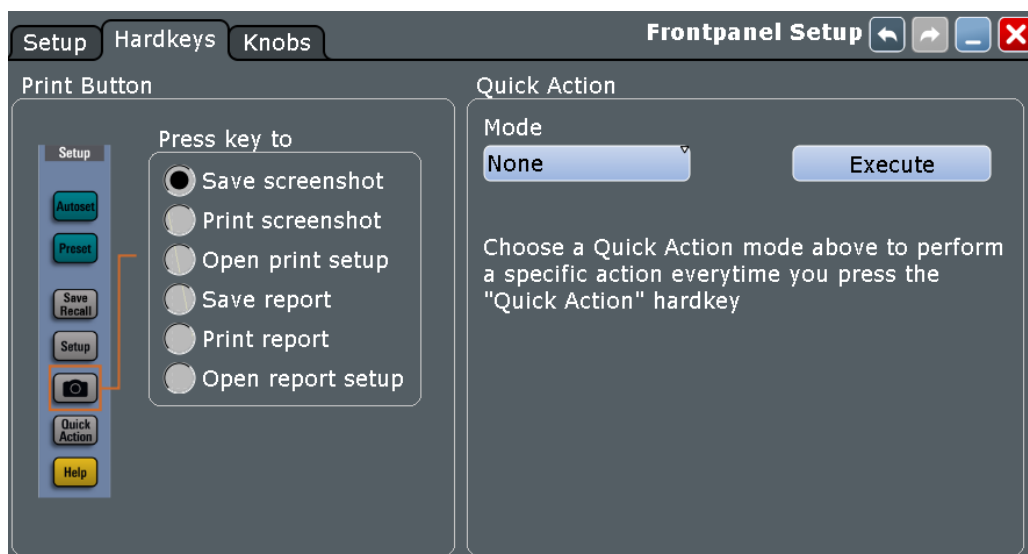 Setup
Hardkeys
Knobs
Frontpanel Setup
Print Button
Setup
Autoset
Preset
Save
Recall
Setup
Quick
Action
Help
Press key to
Save screenshot
Print screenshot
Open print setup
Save report
Print report
Open report setup
Quick Action
Mode
None
Execute
Choose a Quick Action mode above to perform
a specific action everytime you press the
"Quick Action" hardkey